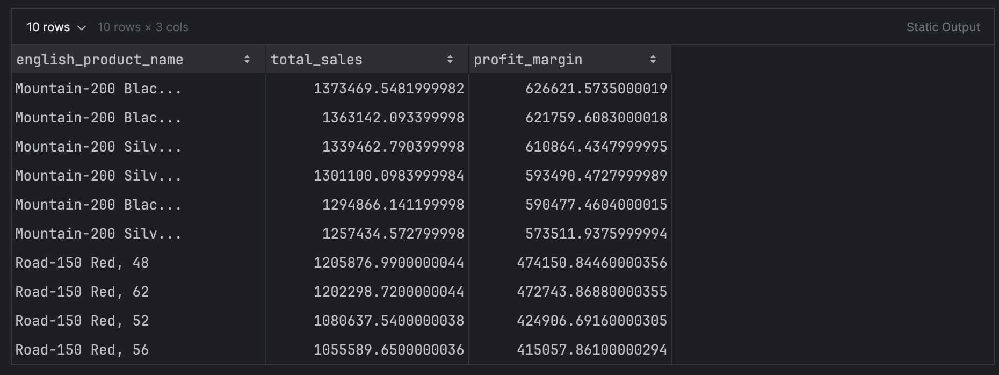 10 rows 10 rows × 3 cols Static Output
english_product_name total_sales profit_margin
Mountain-200 Blac... 1373469.5481999982 626621.5735000019
Mountain-200 Blac... 1363142.093399998 621759.6083000018
Mountain-200 Silv... 1339462.790399998 610864.4347999995
Mountain-200 Silv... 1301100.0983999984 593490.4727999989
Mountain-200 Blac... 1294866.141199998 590477.4604000015
Mountain-200 Silv... 1257434.572799998 573511.9375999994
Road-150 Red, 48 1205876.9900000044 474150.84460000356
Road-150 Red, 62 1202298.7200000044 472743.86880000355
Road-150 Red, 52 1080637.5400000038 424906.69160000305
Road-150 Red, 56 1055589.6500000036 415057.86100000294